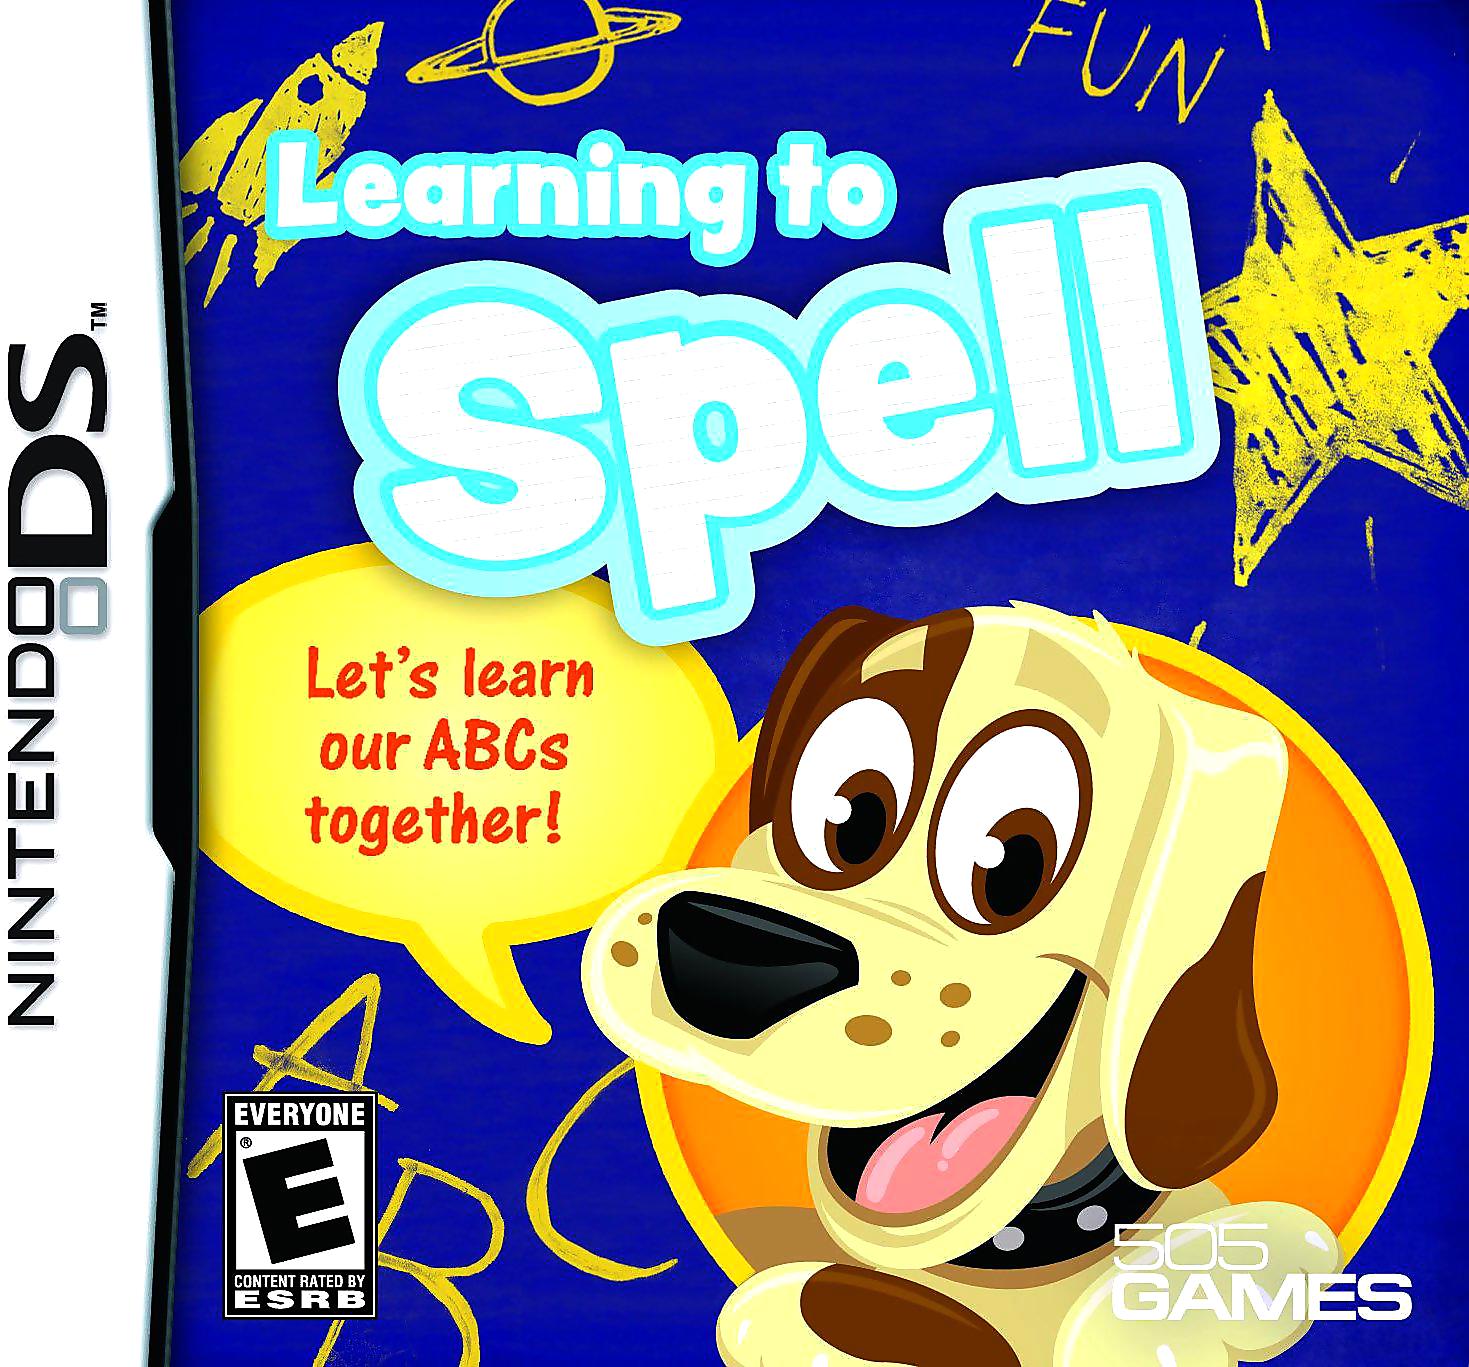 FUN
Learning to
Spell
NINTENDO DS™
Let's learn
our ABCs
together!
A
B
C
EVERYONE
E®
CONTENT RATED BY
ESRB
505
GAMES